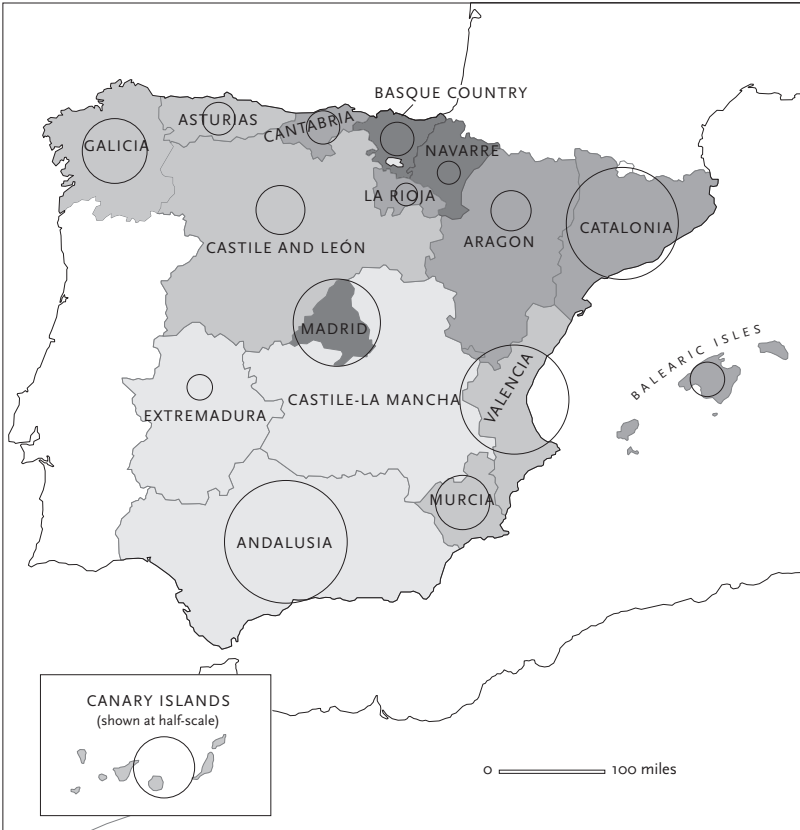 BASQUE COUNTRY
ASTURIAS
CANTABRIA
GALICIA
NAVARRE
LA RIOJA
CATALONIA
CASTILE AND LEÓN
ARAGON
MADRID
BALEARIC ISLES
VALENCIA
CASTILE-LA MANCHA
EXTREMADURA
MURCIA
ANDALUSIA
CANARY ISLANDS
(shown at half-scale)
0 100 miles